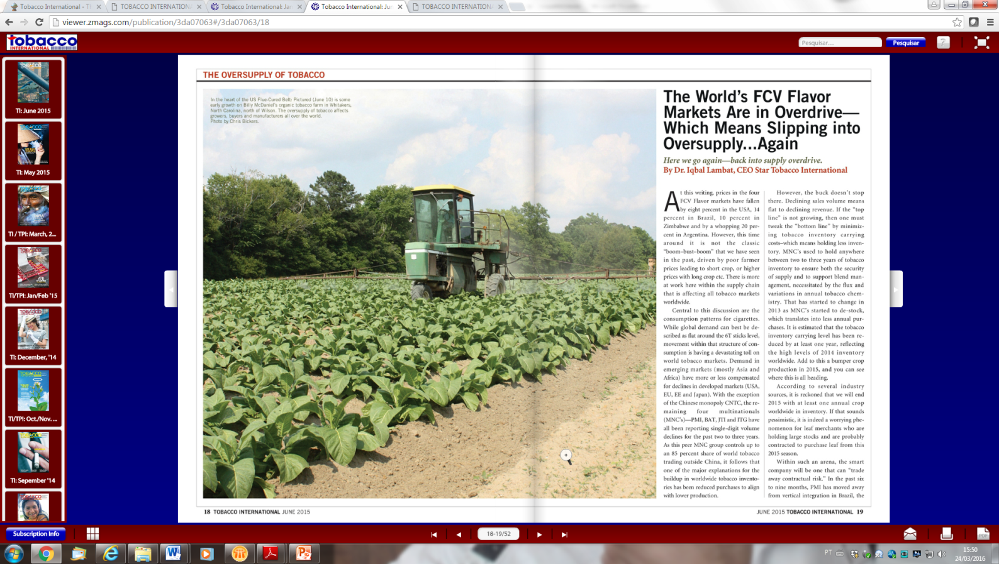 Tobacco International - T
TOBACCO INTERNATIONA
Tobacco International: Ja
Tobacco International: Jun
TOBACCO INTERNATIONA
viewer.zmags.com/publication/3da07063#/3da07063/18
tobacco
INTERNATIONAL
Pesquisar...
Pesquisar
?
TI: June 2015
TI: May 2015
TI / TPI: March, 2...
TI/TPI: Jan/Feb '15
TI: December, '14
TI/TPI: Oct./Nov. ...
TI: Sepember '14
THE OVERSUPPLY OF TOBACCO
In the heart of the US Flue-Cured Belt: Pictured (June 10) is some
early growth on Billy McDaniel's organic tobacco farm in Whitakers,
North Carolina, north of Wilson. The oversupply of tobacco affects
growers, buyers and manufacturers all over the world.
Photo by Chris Bickers.
The World's FCV Flavor
Markets Are in Overdrive—
Which Means Slipping into
Oversupply...Again
Here we go again—back into supply overdrive.
By Dr. Iqbal Lambat, CEO Star Tobacco International
At this writing, prices in the four
FCV Flavor markets have fallen
by eight percent in the USA, 14
percent in Brazil, 10 percent in
Zimbabwe and by a whopping 20 per-
cent in Argentina. However, this time
around it is not the classic
"boom–bust–boom" that we have seen
in the past, driven by poor farmer
prices leading to short crop, or higher
prices with long crop etc. There is more
at work here within the supply chain
that is affecting all tobacco markets
worldwide.
Central to this discussion are the
consumption patterns for cigarettes.
While global demand can best be de-
scribed as flat around the 6T sticks level,
movement within that structure of con-
sumption is having a devastating toll on
world tobacco markets. Demand in
emerging markets (mostly Asia and
Africa) have more or less compensated
for declines in developed markets (USA,
EU, EE and Japan). With the exception
of the Chinese monopoly CNTC, the re-
maining four multinationals
(MNC's)—PMI, BAT, JTI and ITG have
all been reporting single-digit volume
declines for the past two to three years.
As this peer MNC group controls up to
an 85 percent share of world tobacco
trading outside China, it follows that
one of the major explanations for the
buildup in worldwide tobacco invento-
ries has been reduced purchases to align
with lower production.
However, the buck doesn't stop
there. Declining sales volume means
flat to declining revenue. If the "top
line" is not growing, then one must
tweak the "bottom line" by minimiz-
ing tobacco inventory carrying
costs–which means holding less inven-
tory. MNC's used to hold anywhere
between two to three years of tobacco
inventory to ensure both the security
of supply and to support blend man-
agement, necessitated by the flux and
variations in annual tobacco chem-
istry. That has started to change in
2013 as MNC's started to de-stock,
which translates into less annual pur-
chases. It is estimated that the tobacco
inventory carrying level has been re-
duced by at least one year, reflecting
the high levels of 2014 inventory
worldwide. Add to this a bumper crop
production in 2015, and you can see
where this is all heading.
According to several industry
sources, it is reckoned that we will end
2015 with at least one annual crop
worldwide in inventory. If that sounds
pessimistic, it is indeed a worrying phe-
nomenon for leaf merchants who are
holding large stocks and are probably
contracted to purchase leaf from this
2015 season.
Within such an arena, the smart
company will be one that can "trade
away contractual risk." In the past six
to nine months, PMI has moved away
from vertical integration in Brazil, the
18 TOBACCO INTERNATIONAL JUNE 2015
JUNE 2015 TOBACCO INTERNATIONAL 19
Subscription Info
18-19/52
PDF
PT
15:50
24/03/2016